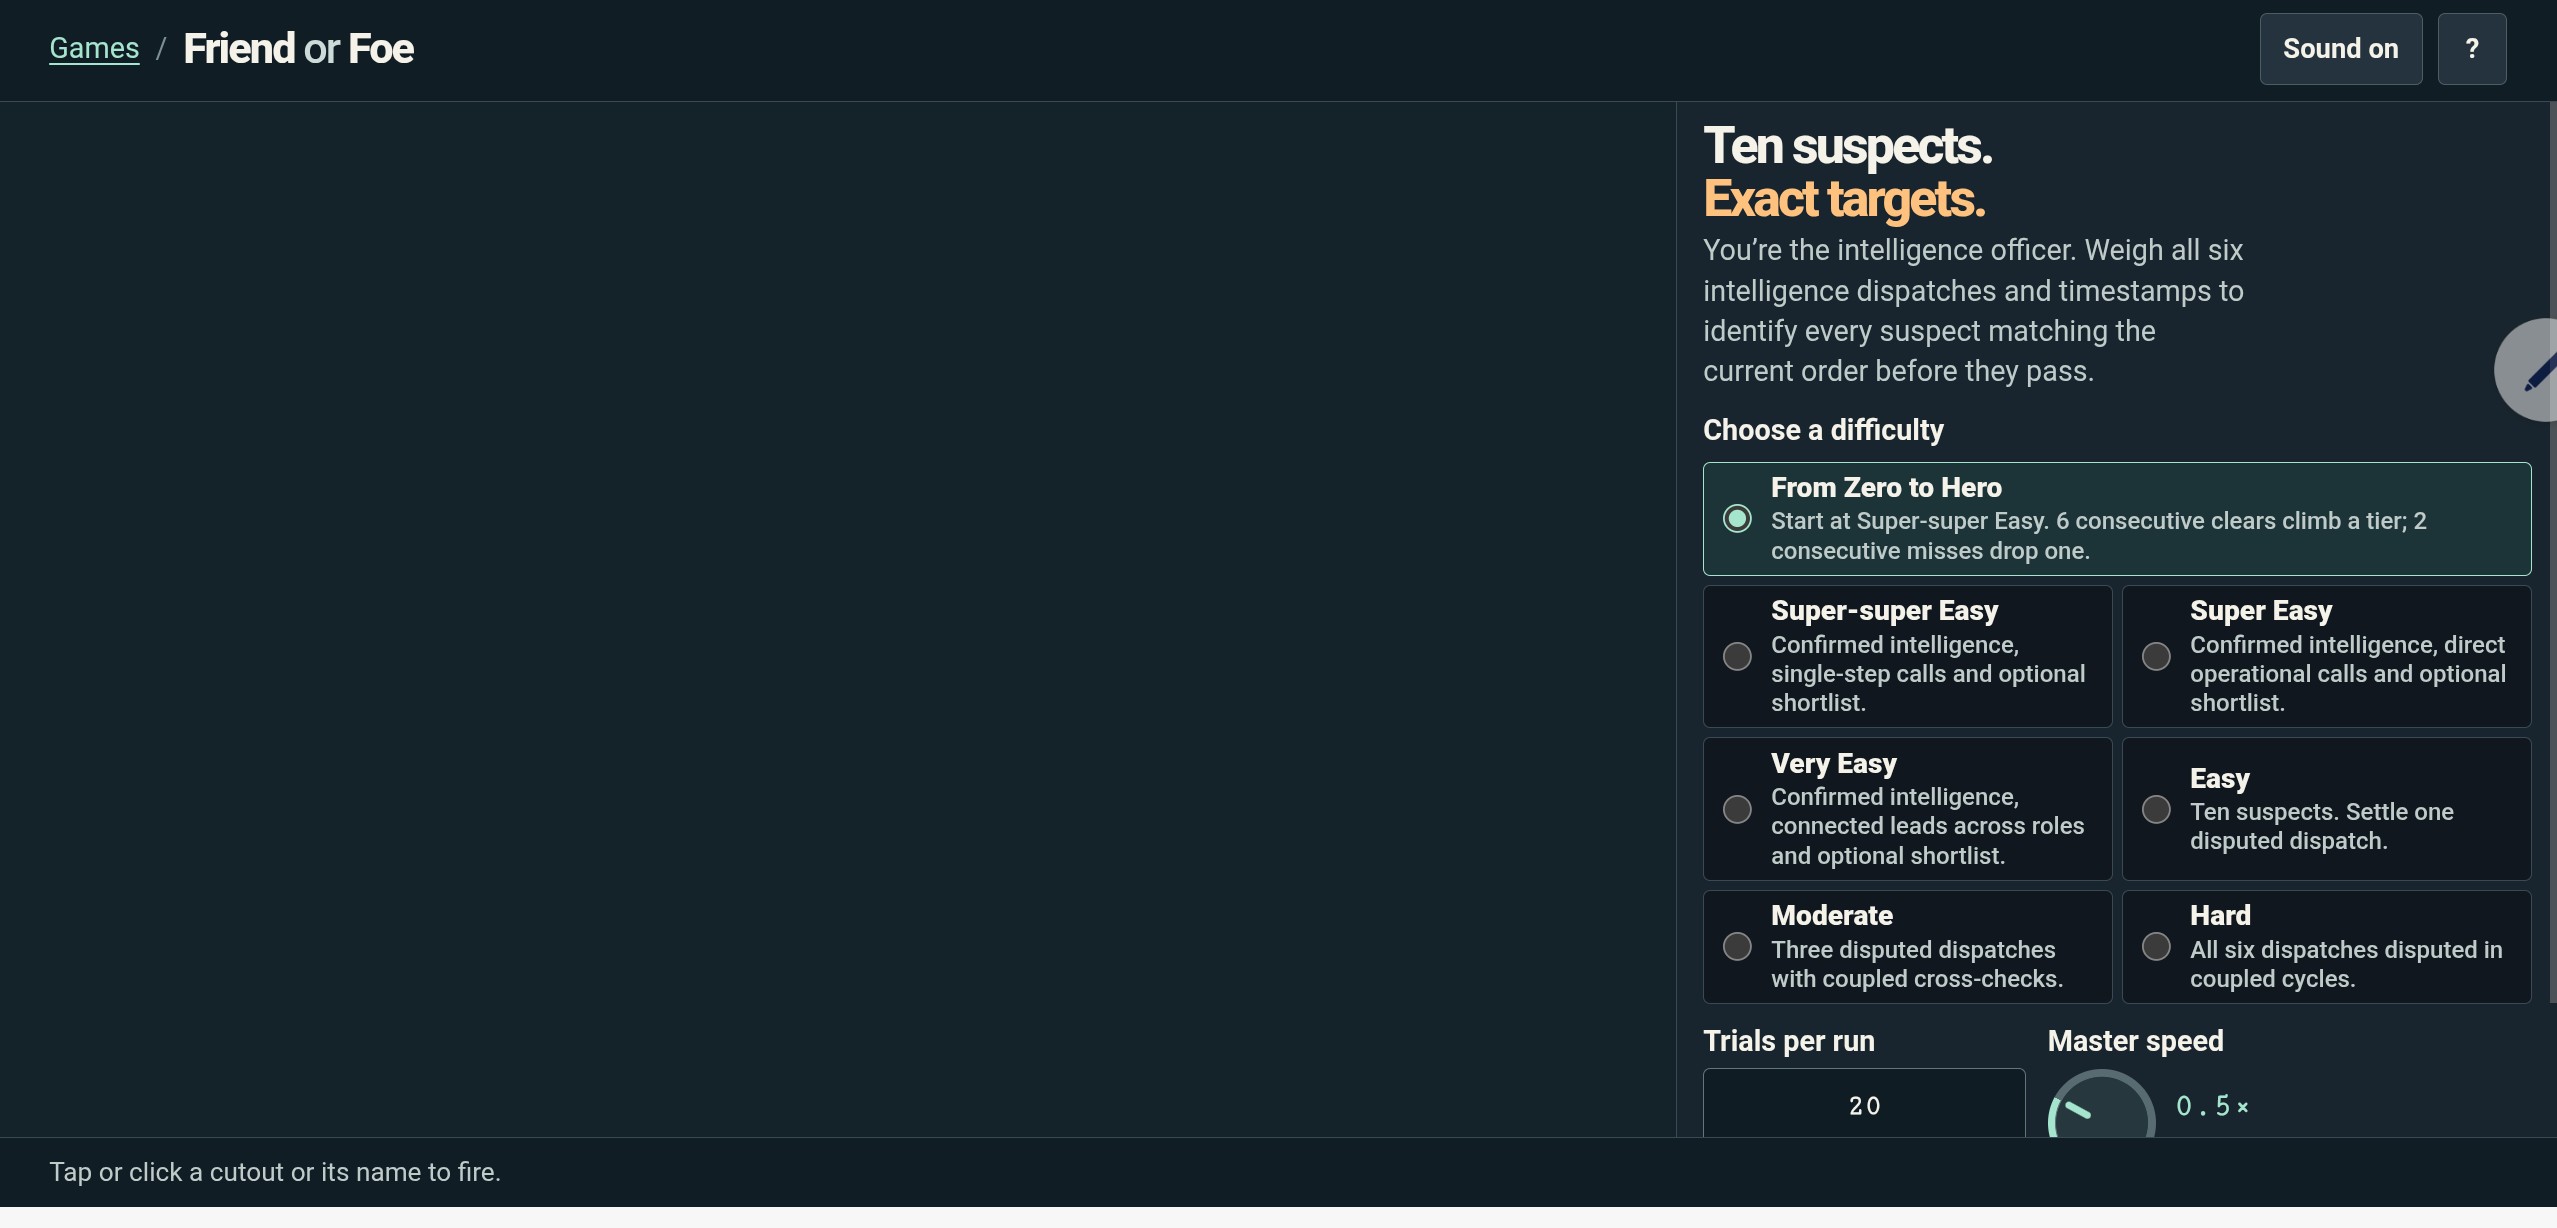 Games / Friend or Foe
Sound on
?
Ten suspects.
Exact targets.
You’re the intelligence officer. Weigh all six
intelligence dispatches and timestamps to
identify every suspect matching the
current order before they pass.
Choose a difficulty
From Zero to Hero
Start at Super-super Easy. 6 consecutive clears climb a tier; 2
consecutive misses drop one.
Super-super Easy
Confirmed intelligence,
single-step calls and optional
shortlist.
Super Easy
Confirmed intelligence, direct
operational calls and optional
shortlist.
Very Easy
Confirmed intelligence,
connected leads across roles
and optional shortlist.
Easy
Ten suspects. Settle one
disputed dispatch.
Moderate
Three disputed dispatches
with coupled cross-checks.
Hard
All six dispatches disputed in
coupled cycles.
Trials per run
20
Master speed
0.5×
Tap or click a cutout or its name to fire.